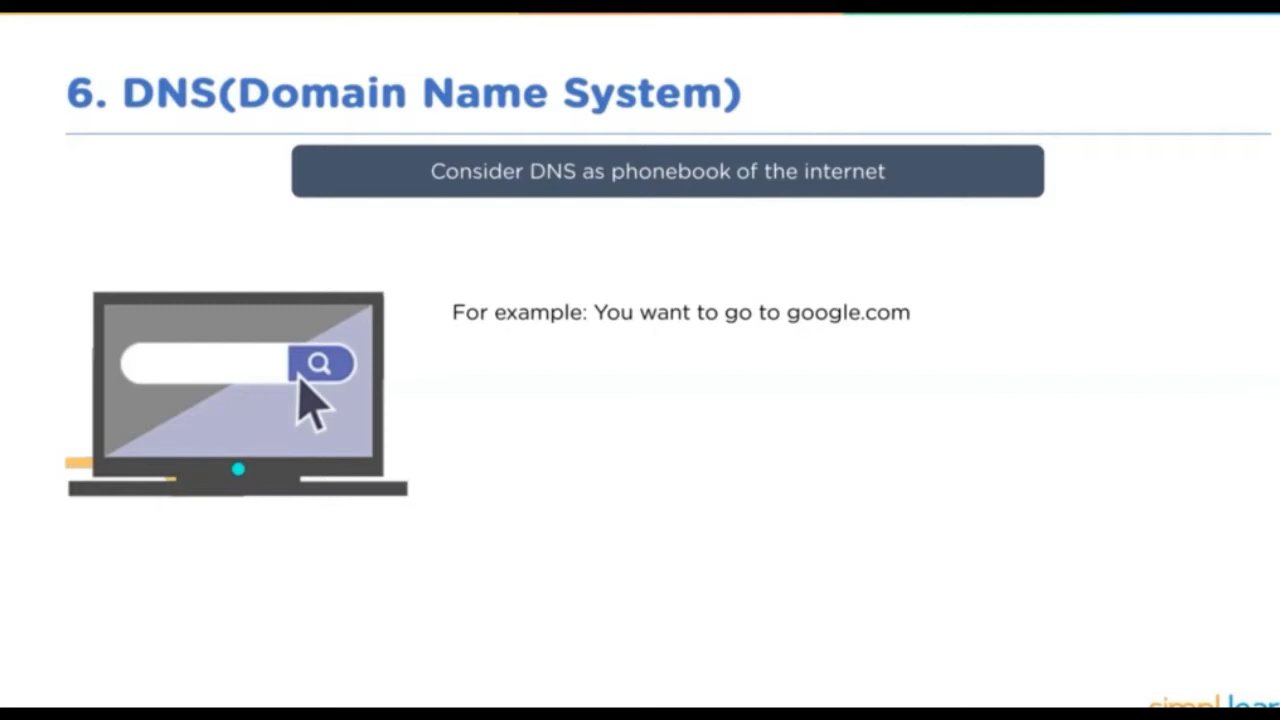 6. DNS(Domain Name System)
Consider DNS as phonebook of the internet
For example: You want to go to google.com